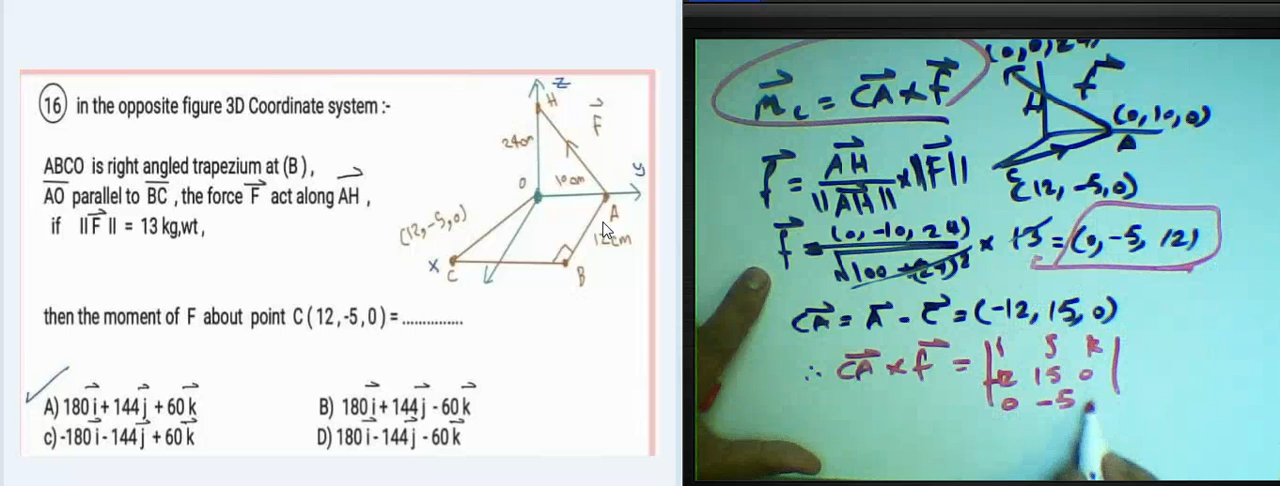 16 in the opposite figure 3D Coordinate system :-
ABCO is right angled trapezium at (B) ,
AO parallel to BC , the force F act along AH ,
if ||F|| = 13 kg,wt ,
then the moment of F about point C ( 12 , -5 , 0 ) = ..............
A) 180 i + 144 j + 60 k
B) 180 i + 144 j - 60 k
c) -180 i - 144 j + 60 k
D) 180 i - 144 j - 60 k
z
H
F
24cm
y
O
10cm
A
(12,-5,0)
12cm
x
C
B
M_c = CA × F
F
H
(0,10,0)
A
F = AH / ||AH|| × ||F||
(12, -5,0)
F = (0, -10, 24) / √100 + (24)² × 13 = (0, -5, 12)
CA = A - C = (-12, 15, 0)
∴ CA × F = | i J K |
-12 15 0
0 -5